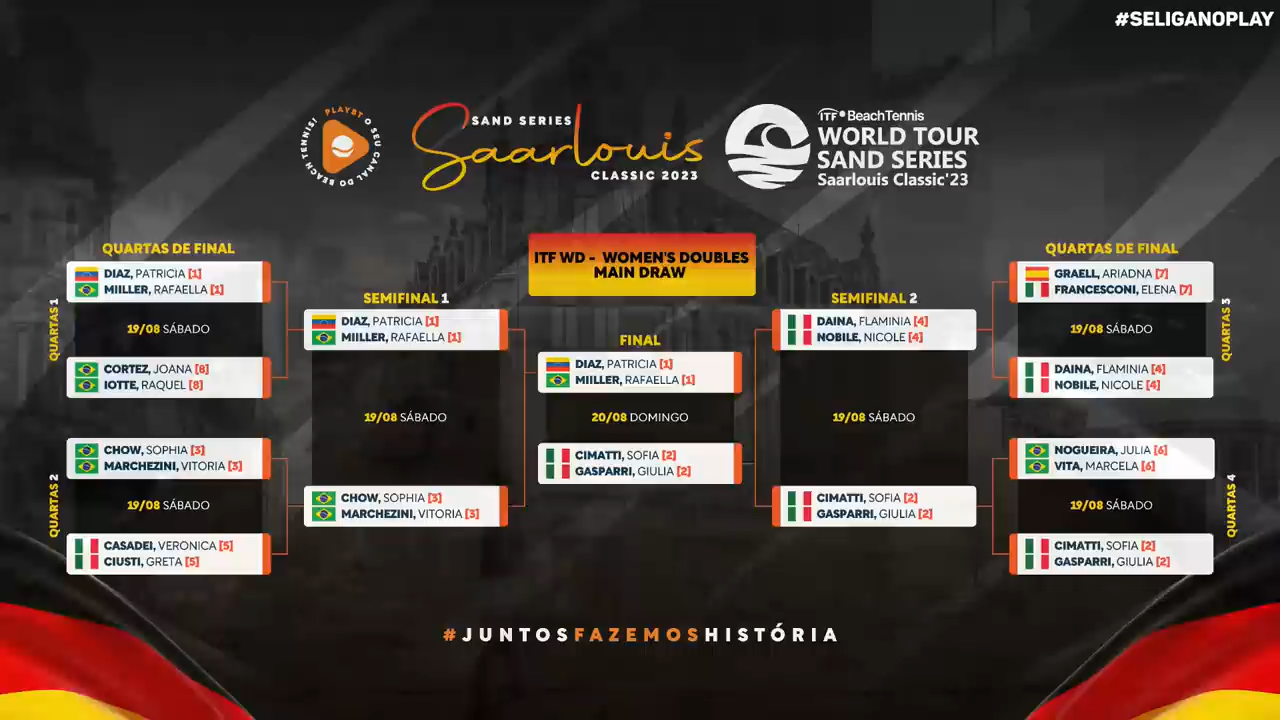 #SELIGANOPLAY
PLAYBT O SEU CANAL DO BEACH TENNIS!
SAND SERIES
Saarlouis
CLASSIC 2023
ITF BeachTennis
WORLD TOUR
SAND SERIES
Saarlouis Classic'23
ITF WD - WOMEN'S DOUBLES
MAIN DRAW
QUARTAS DE FINAL
QUARTAS 1
DIAZ, PATRICIA [1]
MIILLER, RAFAELLA [1]
19/08 SÁBADO
CORTEZ, JOANA [8]
IOTTE, RAQUEL [8]
QUARTAS 2
CHOW, SOPHIA [3]
MARCHEZINI, VITORIA [3]
19/08 SÁBADO
CASADEI, VERONICA [5]
CIUSTI, GRETA [5]
SEMIFINAL 1
DIAZ, PATRICIA [1]
MIILLER, RAFAELLA [1]
19/08 SÁBADO
CHOW, SOPHIA [3]
MARCHEZINI, VITORIA [3]
FINAL
DIAZ, PATRICIA [1]
MIILLER, RAFAELLA [1]
20/08 DOMINGO
CIMATTI, SOFIA [2]
GASPARRI, GIULIA [2]
SEMIFINAL 2
DAINA, FLAMINIA [4]
NOBILE, NICOLE [4]
19/08 SÁBADO
CIMATTI, SOFIA [2]
GASPARRI, GIULIA [2]
QUARTAS DE FINAL
QUARTAS 3
GRAELL, ARIADNA [7]
FRANCESCONI, ELENA [7]
19/08 SÁBADO
DAINA, FLAMINIA [4]
NOBILE, NICOLE [4]
QUARTAS 4
NOGUEIRA, JULIA [6]
VITA, MARCELA [6]
19/08 SÁBADO
CIMATTI, SOFIA [2]
GASPARRI, GIULIA [2]
#JUNTOSFAZEMOSHISTÓRIA